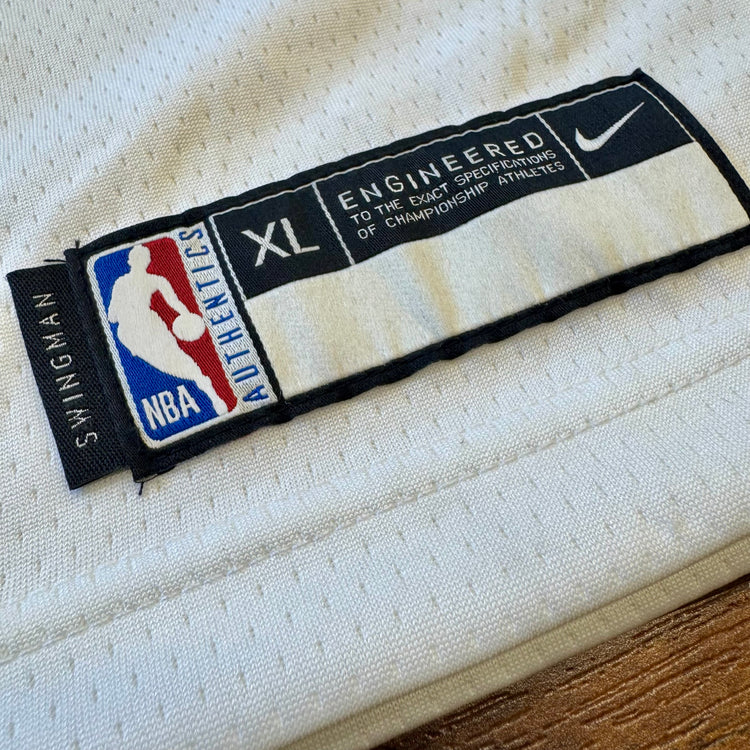 SWINGMAN
NBA
AUTHENTICS
XL
ENGINEERED
TO THE EXACT SPECIFICATIONS
OF CHAMPIONSHIP ATHLETES